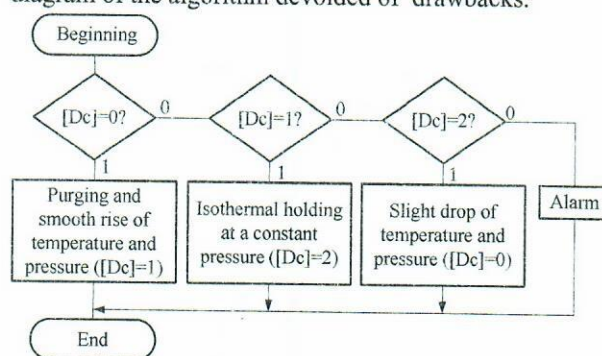 diagram of the algorithm devoided of drawbacks.
Beginning
[Dc]=0?
0
[Dc]=1?
0
[Dc]=2?
0
1
1
1
Purging and
smooth rise of
temperature and
pressure ([Dc]=1)
Isothermal holding
at a constant
pressure ([Dc]=2)
Slight drop of
temperature and
pressure ([Dc]=0)
Alarm
End